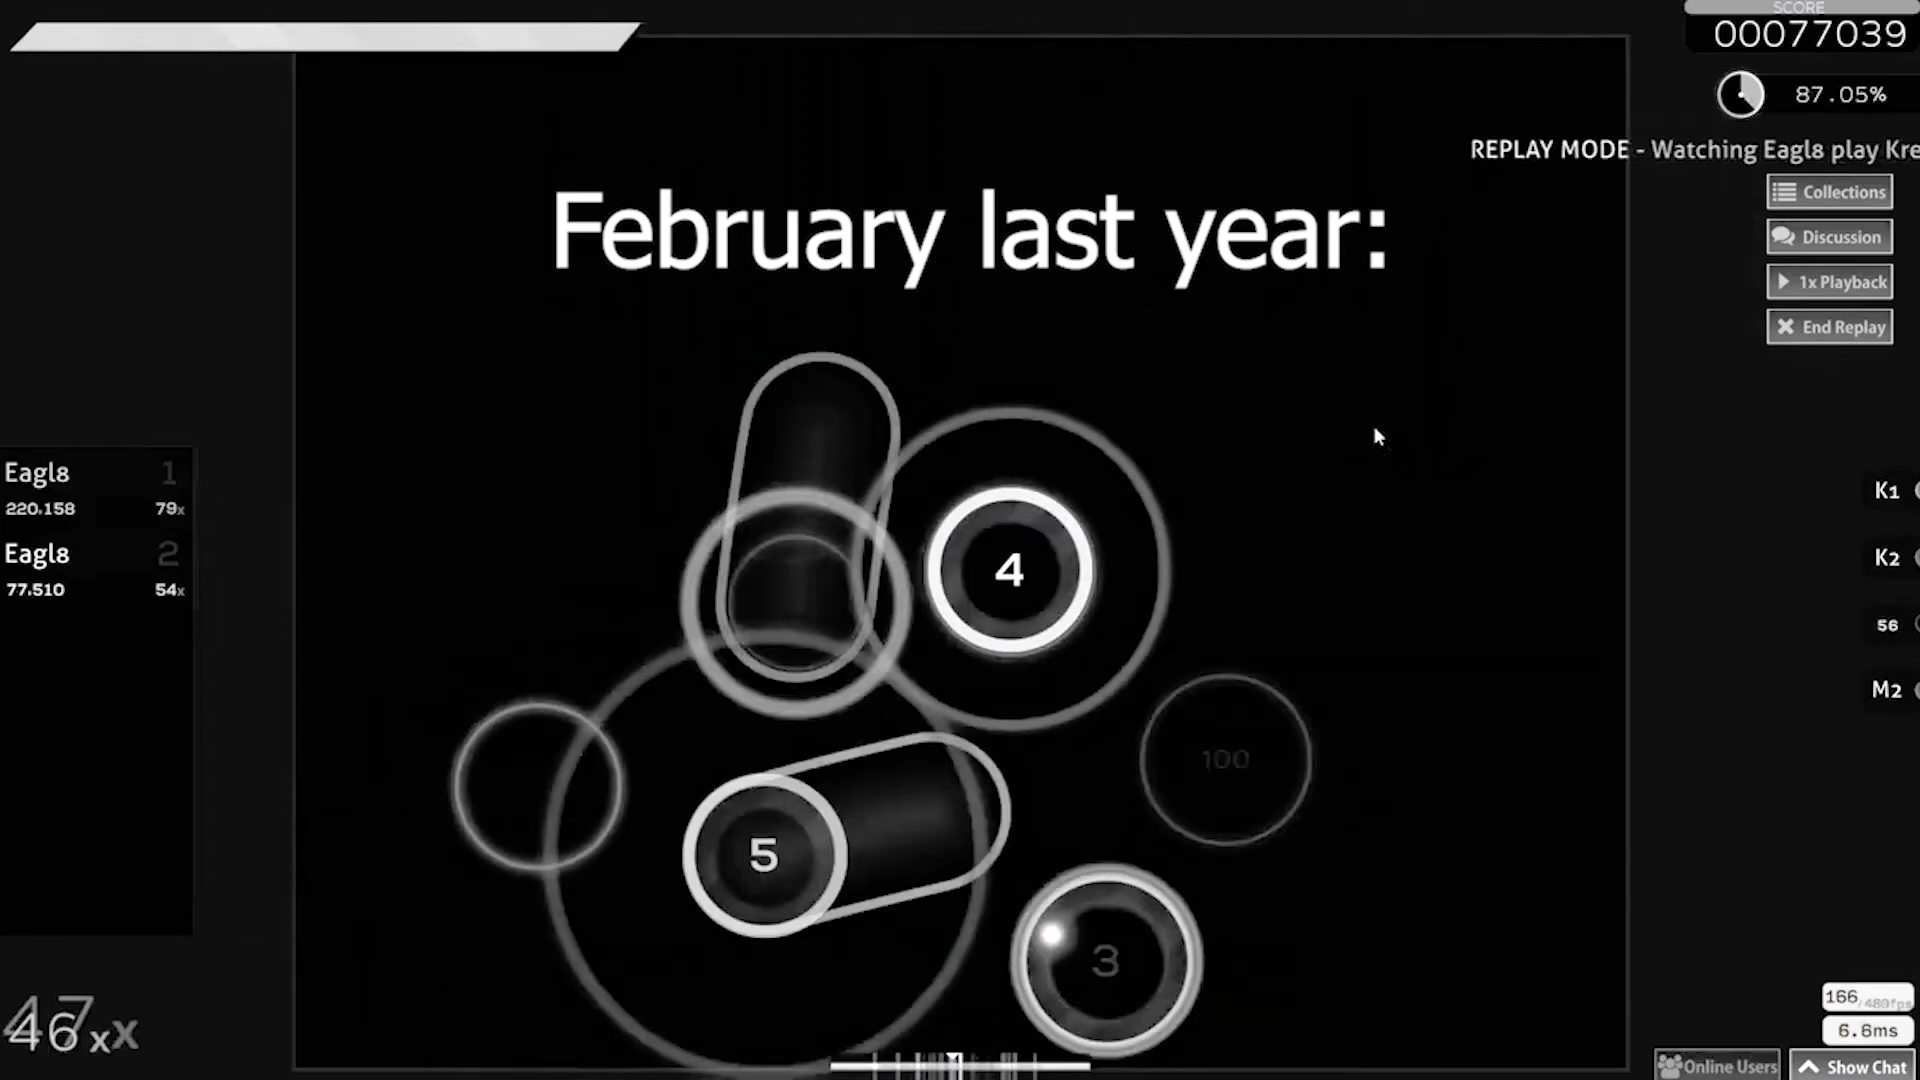 SCORE
00077039
87.05%
REPLAY MODE - Watching Eagl8 play Kre
Collections
Discussion
1x Playback
End Replay
February last year:
Eagl8 1
220.158 79x
Eagl8 2
77.510 54x
K1
K2
56
M2
4
100
5
3
46x
166/480fps
6.6ms
Online Users
Show Chat